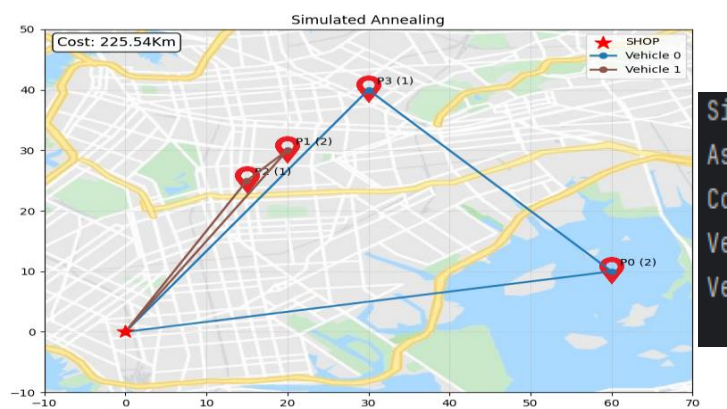 Simulated Annealing
Cost: 225.54Km
SHOP
Vehicle 0
Vehicle 1
P3 (1)
P1 (2)
P2 (1)
P0 (2)
50
40
30
20
10
0
−10
−10 0 10 20 30 40 50 60 70
Si
As
Co
Ve
Ve